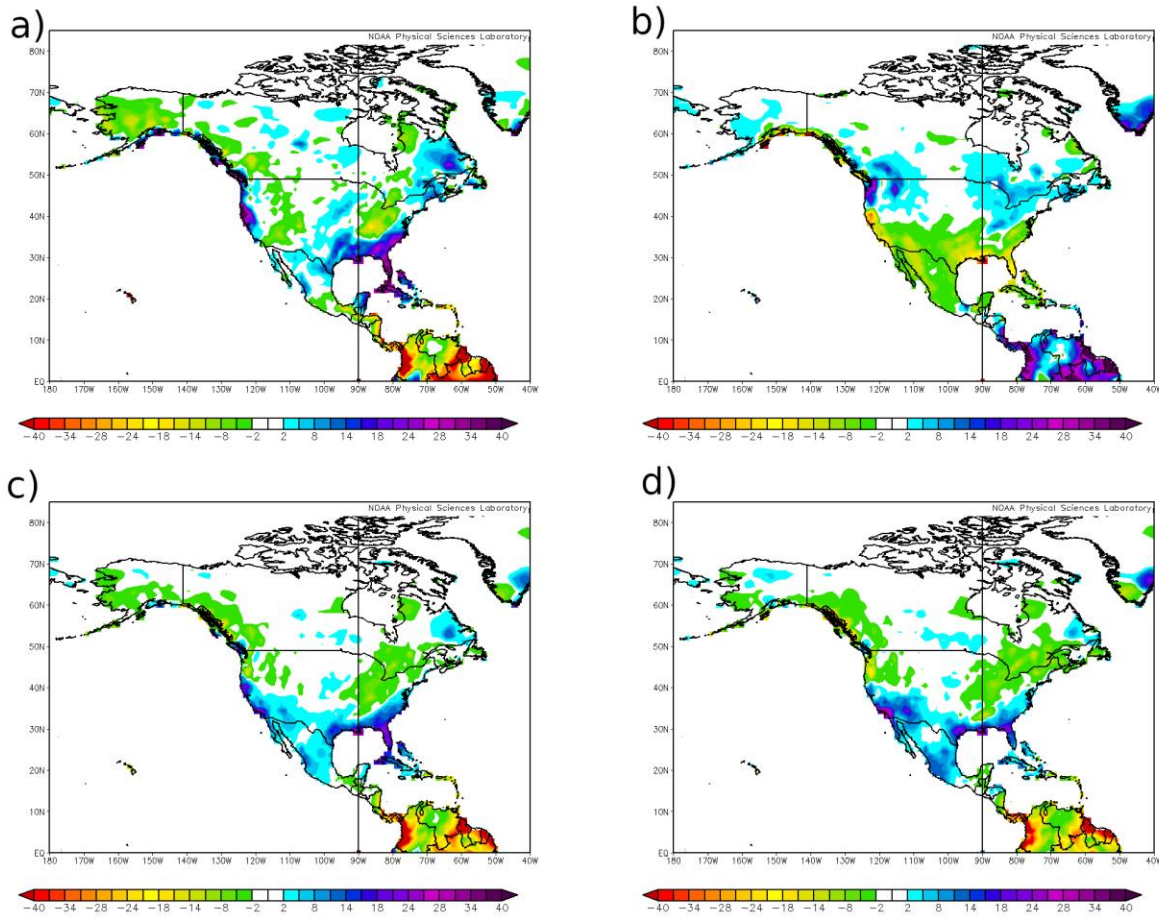 a)
NOAA Physical Sciences Laboratory
80N
70N
60N
50N
40N
30N
20N
10N
EQ
180 170W 160W 150W 140W 130W 120W 110W 100W 90W 80W 70W 60W 50W 40W
-40 -34 -28 -24 -18 -14 -8 -2 2 8 14 18 24 28 34 40
b)
NOAA Physical Sciences Laboratory
80N
70N
60N
50N
40N
30N
20N
10N
EQ
180 170W 160W 150W 140W 130W 120W 110W 100W 90W 80W 70W 60W 50W 40W
-40 -34 -28 -24 -18 -14 -8 -2 2 8 14 18 24 28 34 40
c)
NOAA Physical Sciences Laboratory
80N
70N
60N
50N
40N
30N
20N
10N
EQ
180 170W 160W 150W 140W 130W 120W 110W 100W 90W 80W 70W 60W 50W 40W
-40 -34 -28 -24 -18 -14 -8 -2 2 8 14 18 24 28 34 40
d)
NOAA Physical Sciences Laboratory
80N
70N
60N
50N
40N
30N
20N
10N
EQ
180 170W 160W 150W 140W 130W 120W 110W 100W 90W 80W 70W 60W 50W 40W
-40 -34 -28 -24 -18 -14 -8 -2 2 8 14 18 24 28 34 40